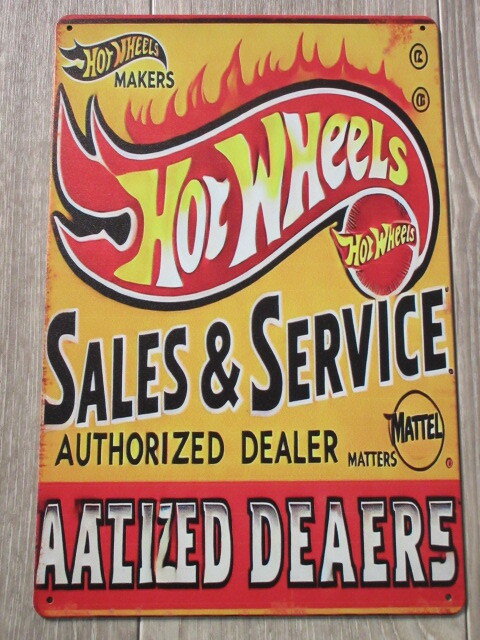 HOT WHEELS
MAKERS
HOT WHEELS
HOT WHEELS
SALES & SERVICE
AUTHORIZED DEALER
MATTEL
MATTERS
AATIZED DEAERS